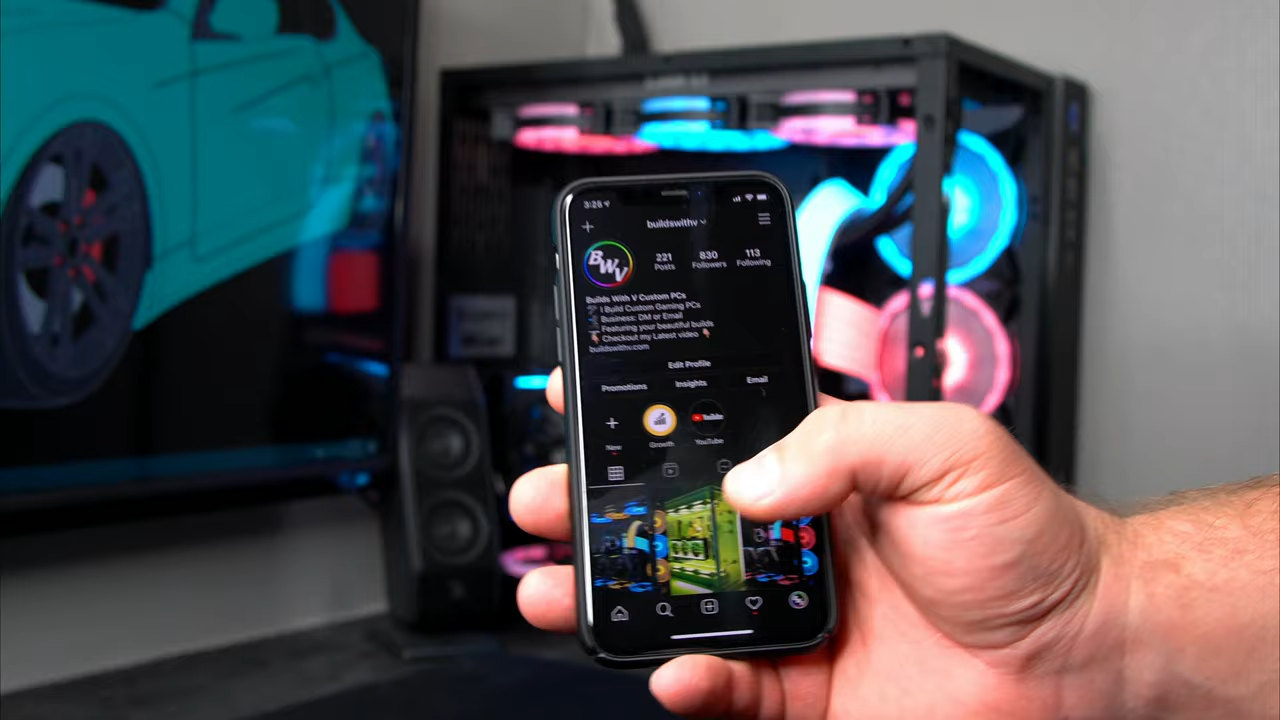 3:26
buildswithv
BWV
221 830 113
Posts Followers Following
Builds With V Custom PCs
I Build Custom Gaming PCs
Business: DM or Email
Featuring your beautiful builds
Checkout my Latest video
buildswithv.com
Edit Profile
Promotions Insights Email
YouTube
New Growth YouTube